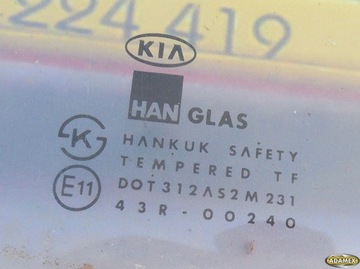 224 419
KIA
HAN GLAS
K
HANKUK SAFETY
TEMPERED TF
E11 DOT312AS2M231
43R-00240
ADAMEX